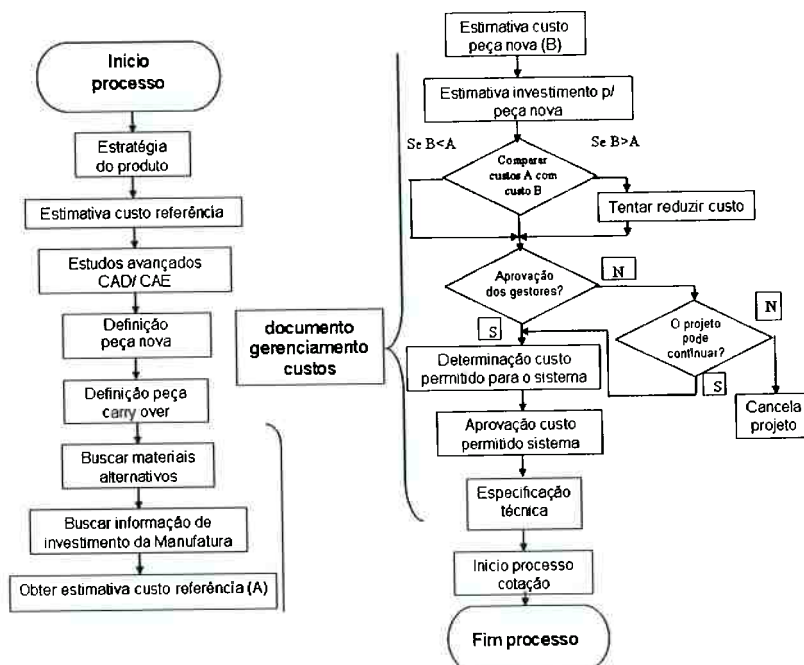 Inicio
processo
Estratégia
do produto
Estimativa custo referência
Estudos avançados
CAD/ CAE
Definição
peça nova
Definição peça
carry over
Buscar materiais
alternativos
Buscar informação de
investimento da Manufatura
Obter estimativa custo referência (A)
documento
gerenciamento
custos
Estimativa custo
peça nova (B)
Estimativa investimento p/
peça nova
Se B<A
Se B>A
Comparar
custos A com
custo B
Tentar reduzir custo
Aprovação
dos gestores?
N
S
O projeto
pode
continuar?
N
S
Cancela
projeto
Determinação custo
permitido para o sistema
Aprovação custo
permitido sistema
Especificação
técnica
Inicio processo
cotação
Fim processo